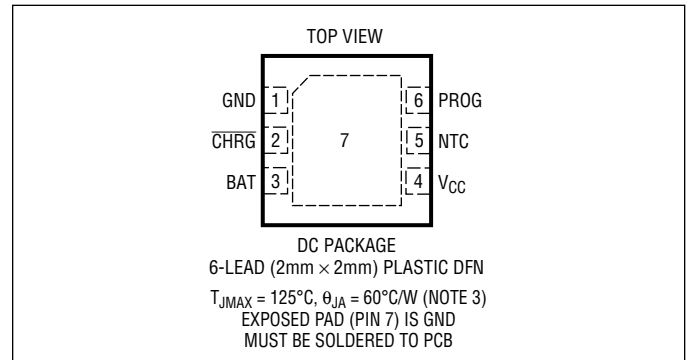 TOP VIEW
GND 1 6 PROG
CHRG 2 7 5 NTC
BAT 3 4 VCC
DC PACKAGE
6-LEAD (2mm × 2mm) PLASTIC DFN
TJMAX = 125°C, θJA = 60°C/W (NOTE 3)
EXPOSED PAD (PIN 7) IS GND
MUST BE SOLDERED TO PCB